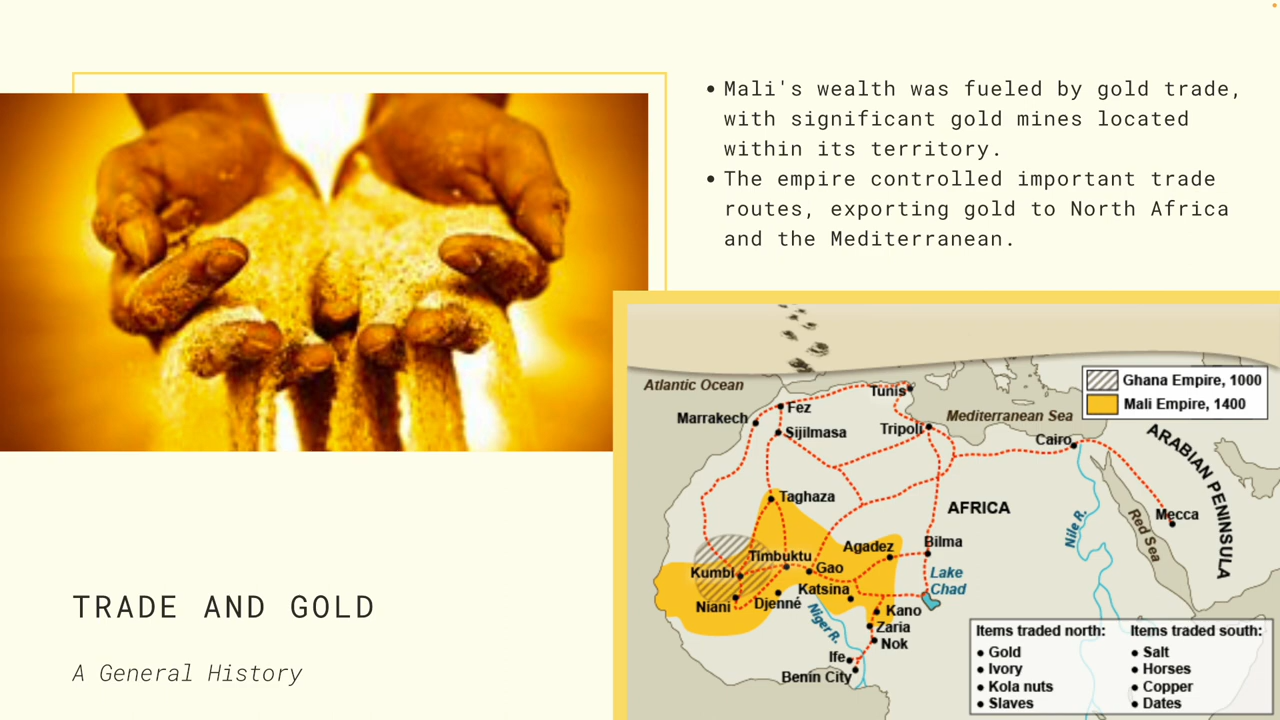 • Mali's wealth was fueled by gold trade,
with significant gold mines located
within its territory.
• The empire controlled important trade
routes, exporting gold to North Africa
and the Mediterranean.
TRADE AND GOLD
A General History
Atlantic Ocean
Ghana Empire, 1000
Mali Empire, 1400
Tunis
Fez
Marrakech
Mediterranean Sea
Sijilmasa
Tripoli
Cairo
ARABIAN PENINSULA
Taghaza
AFRICA
Mecca
Nile R.
Red Sea
Timbuktu
Agadez
Bilma
Kumbi
Gao
Lake
Chad
Katsina
Niani
Djenné
Niger R.
Kano
Zaria
Nok
Ife
Benin City
Items traded north:
• Gold
• Ivory
• Kola nuts
• Slaves
Items traded south:
• Salt
• Horses
• Copper
• Dates